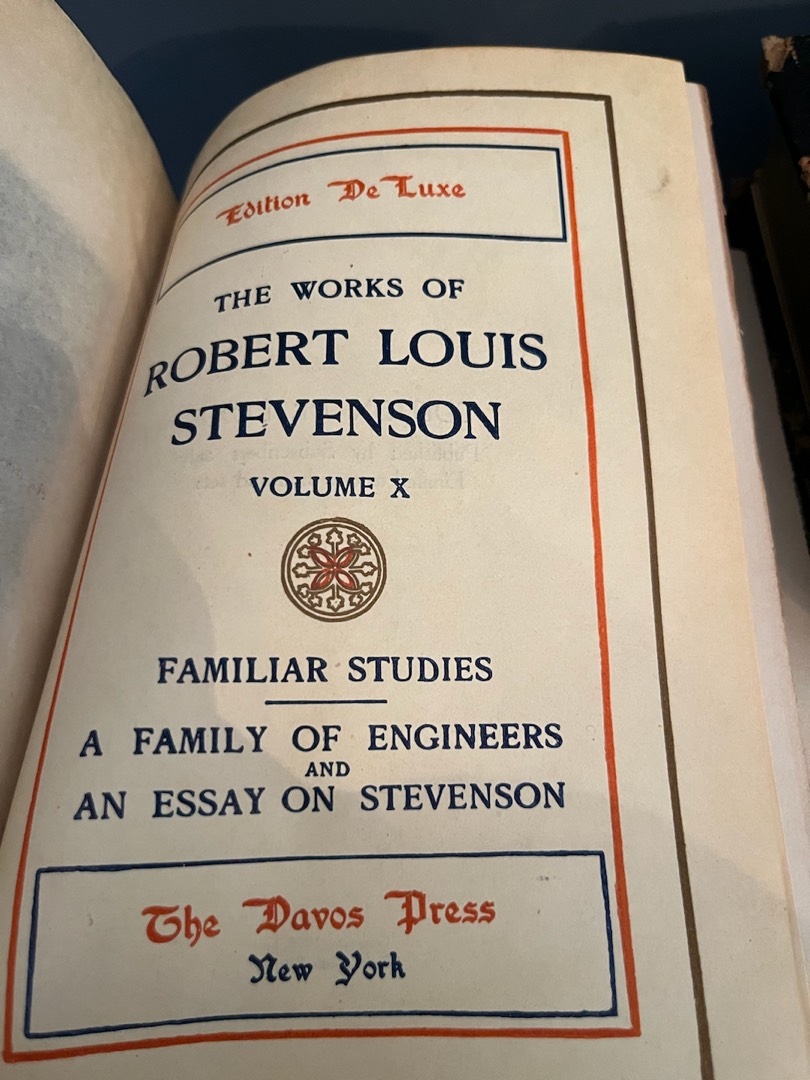 Edition De Luxe
THE WORKS OF
ROBERT LOUIS
STEVENSON
VOLUME X
FAMILIAR STUDIES
A FAMILY OF ENGINEERS
AND
AN ESSAY ON STEVENSON
The Davos Press
New York